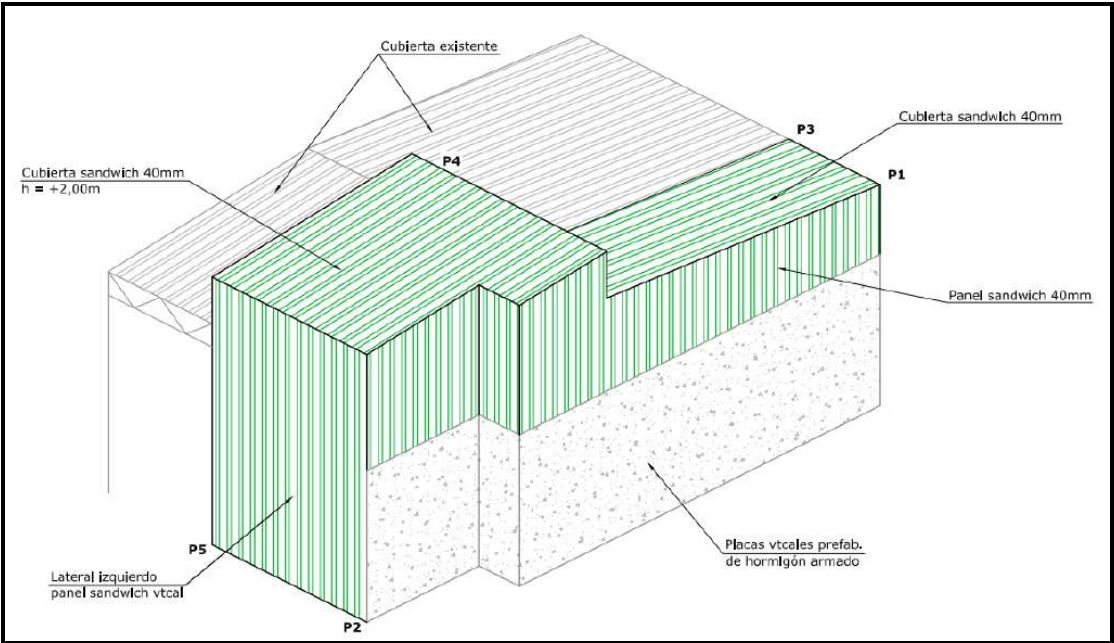 Cubierta existente
P3
Cubierta sandwich 40mm
P4
Cubierta sandwich 40mm
h = +2,00m
P1
Panel sandwich 40mm
P5
Placas vtcales prefab.
de hormigón armado
Lateral izquierdo
panel sandwich vtcal
P2